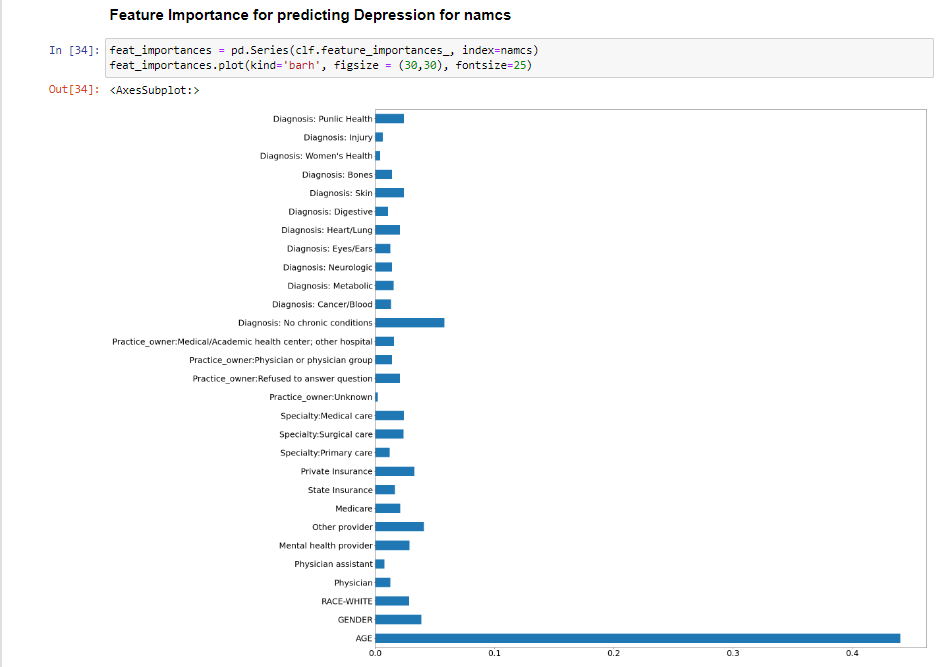 Feature Importance for predicting Depression for namcs
In [34]: feat_importances = pd.Series(clf.feature_importances_, index=namcs)
feat_importances.plot(kind='barh', figsize = (30,30), fontsize=25)
Out[34]: <AxesSubplot:>
Diagnosis: Punlic Health
Diagnosis: Injury
Diagnosis: Women's Health
Diagnosis: Bones
Diagnosis: Skin
Diagnosis: Digestive
Diagnosis: Heart/Lung
Diagnosis: Eyes/Ears
Diagnosis: Neurologic
Diagnosis: Metabolic
Diagnosis: Cancer/Blood
Diagnosis: No chronic conditions
Practice_owner:Medical/Academic health center; other hospital
Practice_owner:Physician or physician group
Practice_owner:Refused to answer question
Practice_owner:Unknown
Specialty:Medical care
Specialty:Surgical care
Specialty:Primary care
Private Insurance
State Insurance
Medicare
Other provider
Mental health provider
Physician assistant
Physician
RACE-WHITE
GENDER
AGE
0.0 0.1 0.2 0.3 0.4